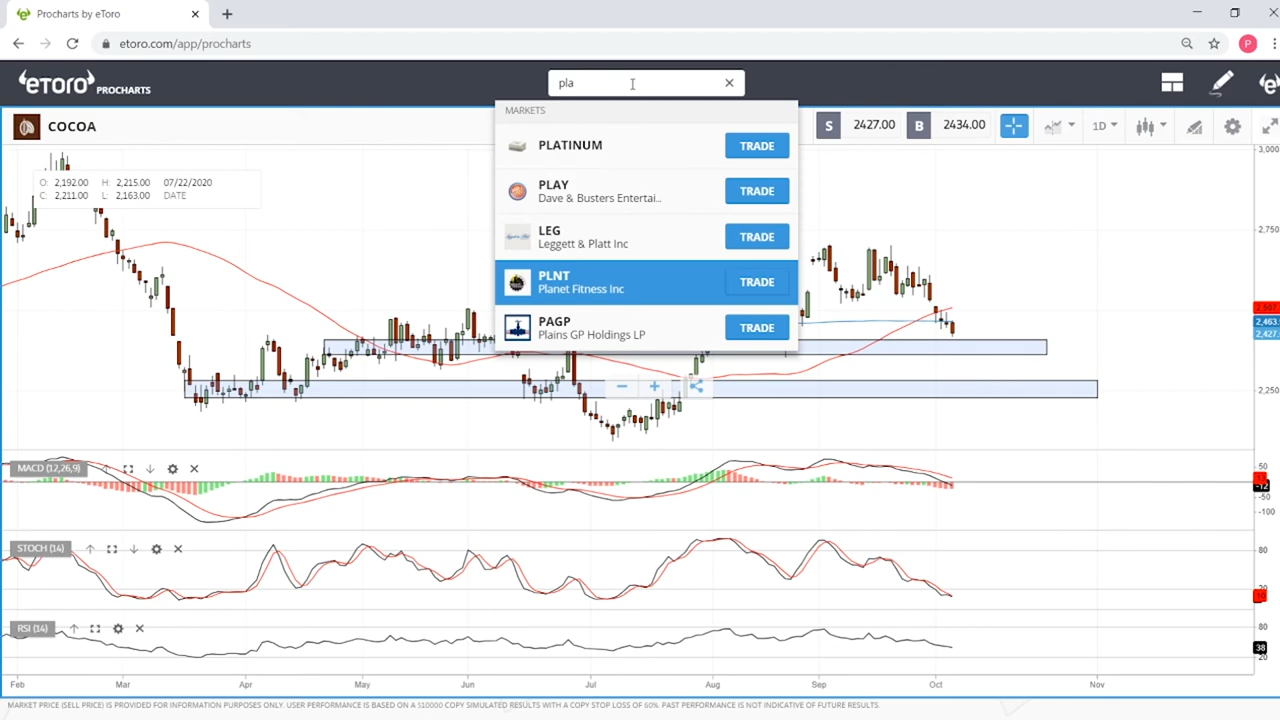 Procharts by eToro
etoro.com/app/procharts
P
eTORO PROCHARTS
pla
MARKETS
PLATINUM
TRADE
PLAY
Dave & Busters Entertai..
TRADE
LEG
Leggett & Platt Inc
TRADE
PLNT
Planet Fitness Inc
TRADE
PAGP
Plains GP Holdings LP
TRADE
COCOA
S 2427.00 B 2434.00
1D
O: 2,192.00 H: 2,215.00 07/22/2020
C: 2,211.00 L: 2,163.00 DATE
3,000
2,750
2,507
2,463
2,427
2,250
MACD (12,26,9)
50
-12
-50
-100
STOCH (14)
80
20
10
RSI (14)
80
38
20
Feb Mar Apr May Jun Jul Aug Sep Oct Nov
MARKET PRICE (SELL PRICE) IS PROVIDED FOR INFORMATION PURPOSES ONLY. USER PERFORMANCE IS BASED ON A $10000 COPY SIMULATED RESULTS WITH A COPY STOP LOSS OF 60%. PAST PERFORMANCE IS NOT INDICATIVE OF FUTURE RESULTS.